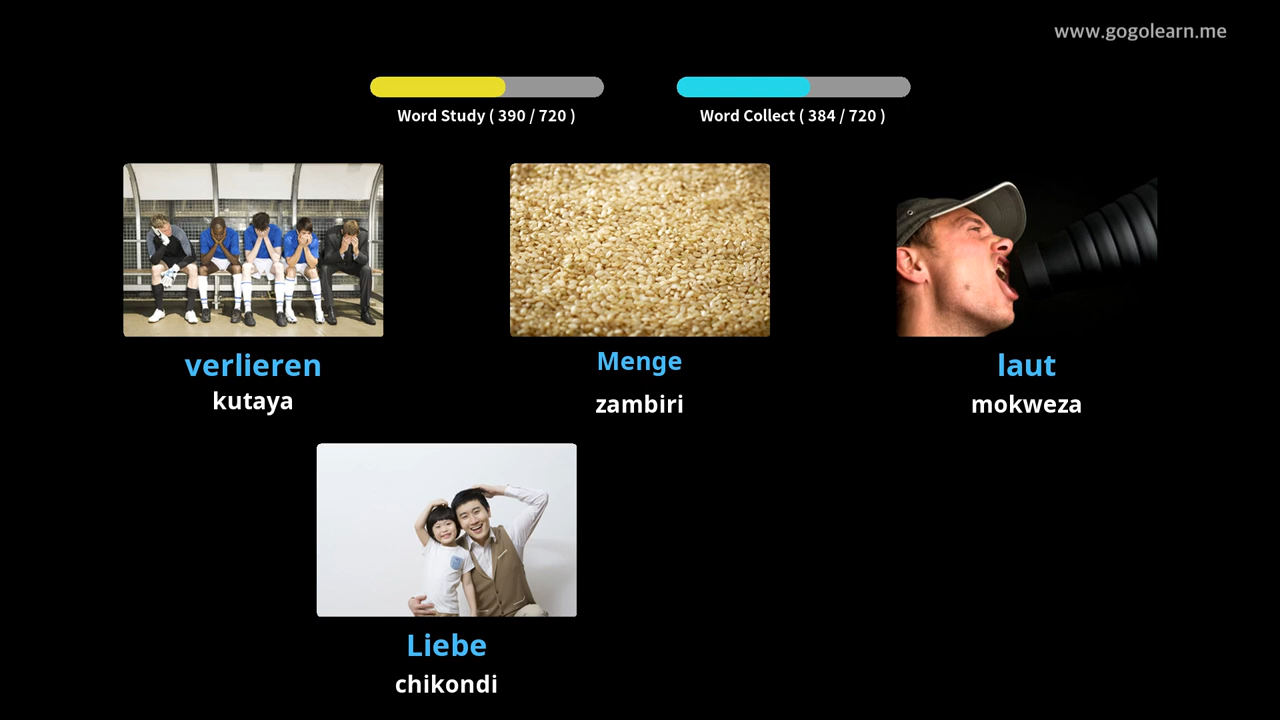 www.gogolearn.me
Word Study ( 390 / 720 )
Word Collect ( 384 / 720 )
verlieren
kutaya
Menge
zambiri
laut
mokweza
Liebe
chikondi